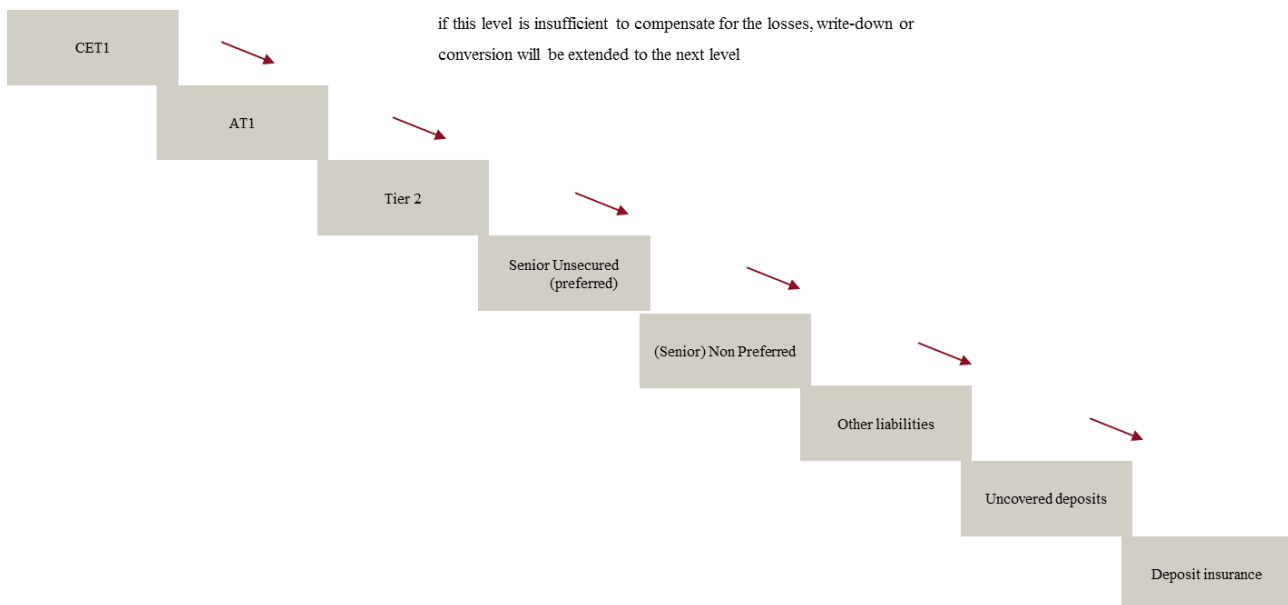 if this level is insufficient to compensate for the losses, write-down or
conversion will be extended to the next level
CET1
AT1
Tier 2
Senior Unsecured
(preferred)
(Senior) Non Preferred
Other liabilities
Uncovered deposits
Deposit insurance